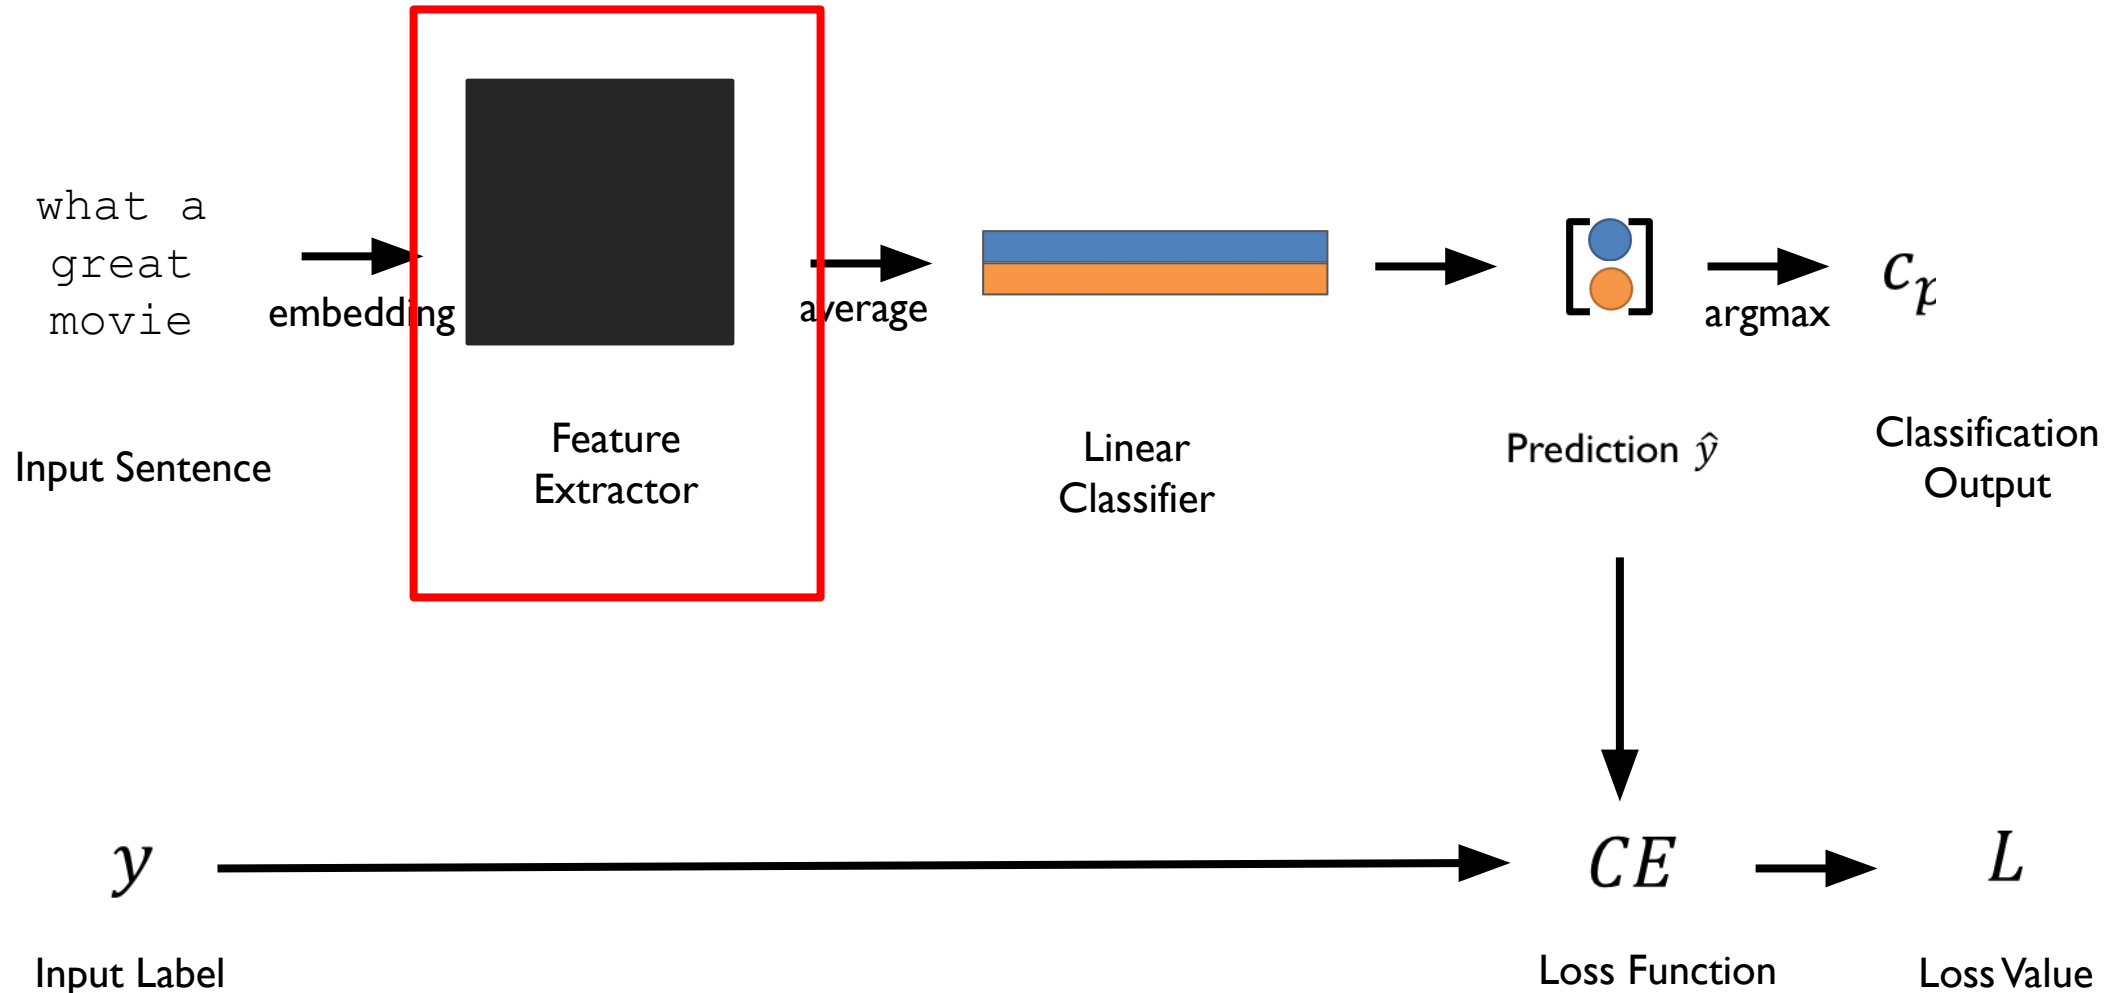 what a
great
movie
embedding
average
argmax
c_p
Input Sentence
Feature
Extractor
Linear
Classifier
Prediction ŷ
Classification
Output
y
CE
L
Input Label
Loss Function
Loss Value